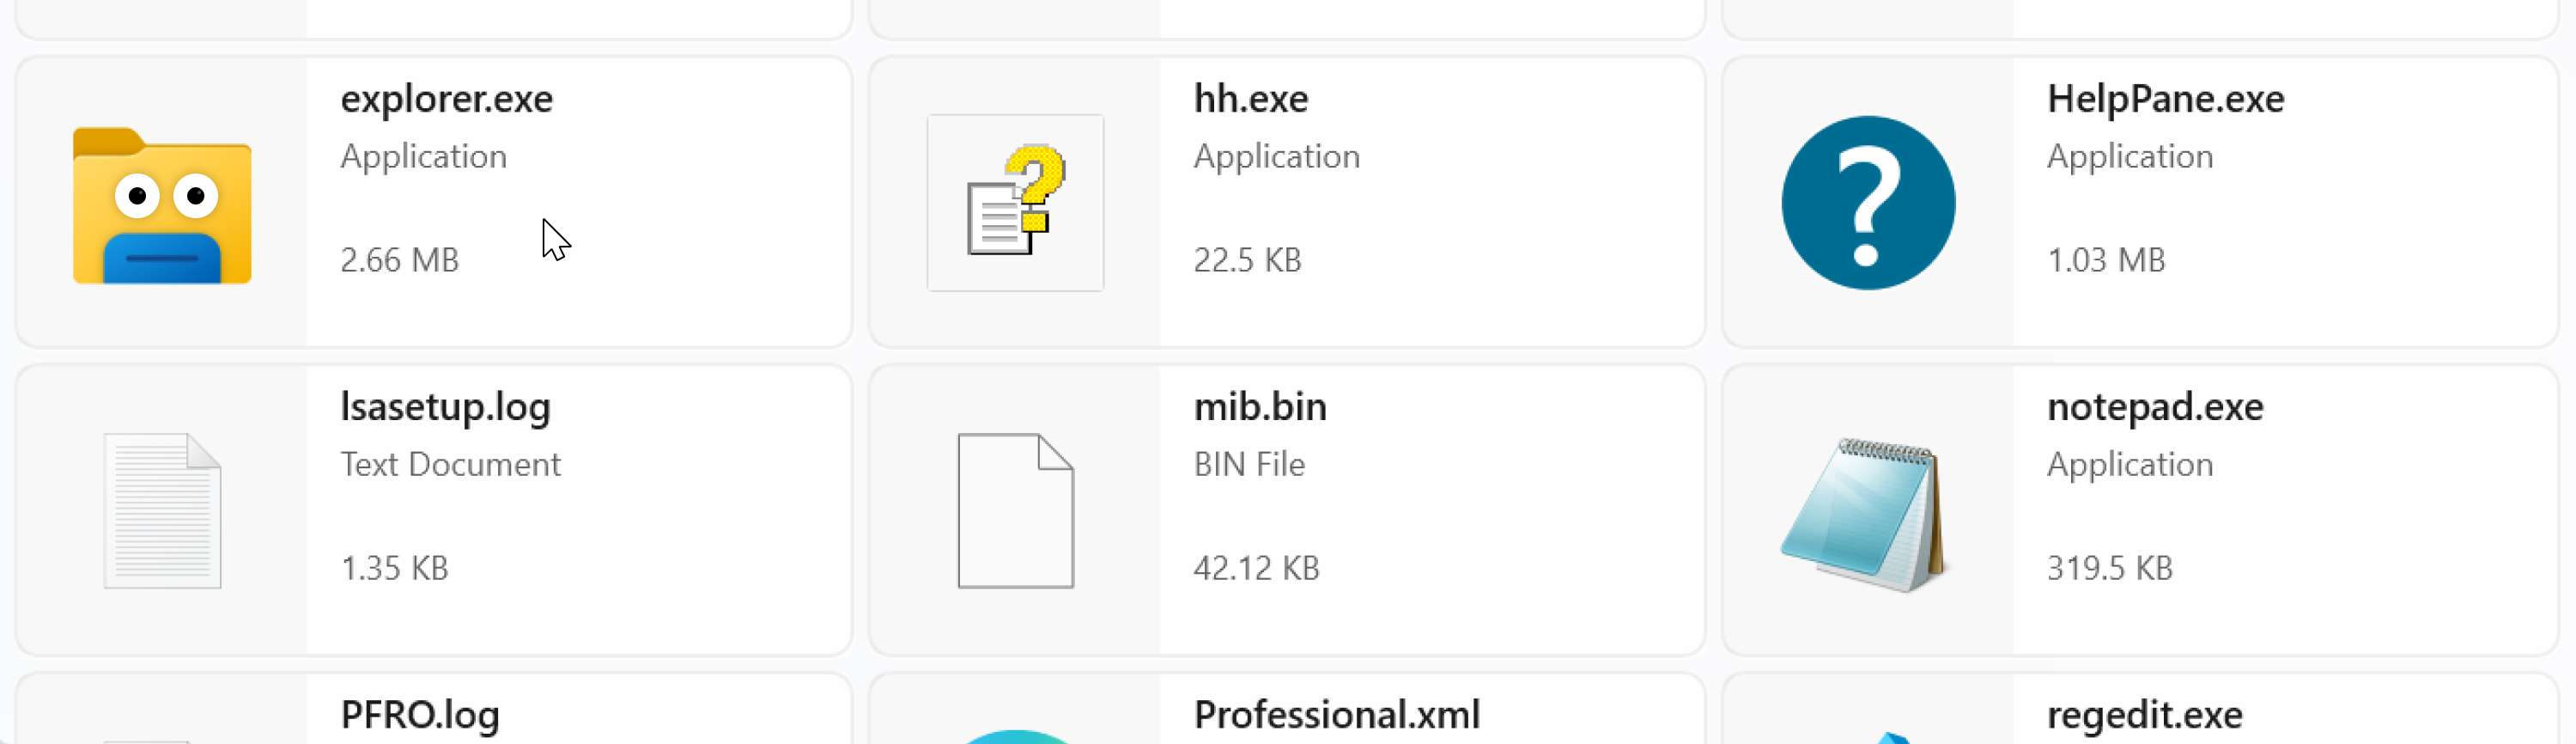 explorer.exe
Application
2.66 MB
hh.exe
Application
22.5 KB
HelpPane.exe
Application
1.03 MB
lsasetup.log
Text Document
1.35 KB
mib.bin
BIN File
42.12 KB
notepad.exe
Application
319.5 KB
PFRO.log
Professional.xml
regedit.exe